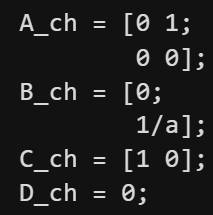 A_ch = [0 1;
0 0];
B_ch = [0;
1/a];
C_ch = [1 0];
D_ch = 0;